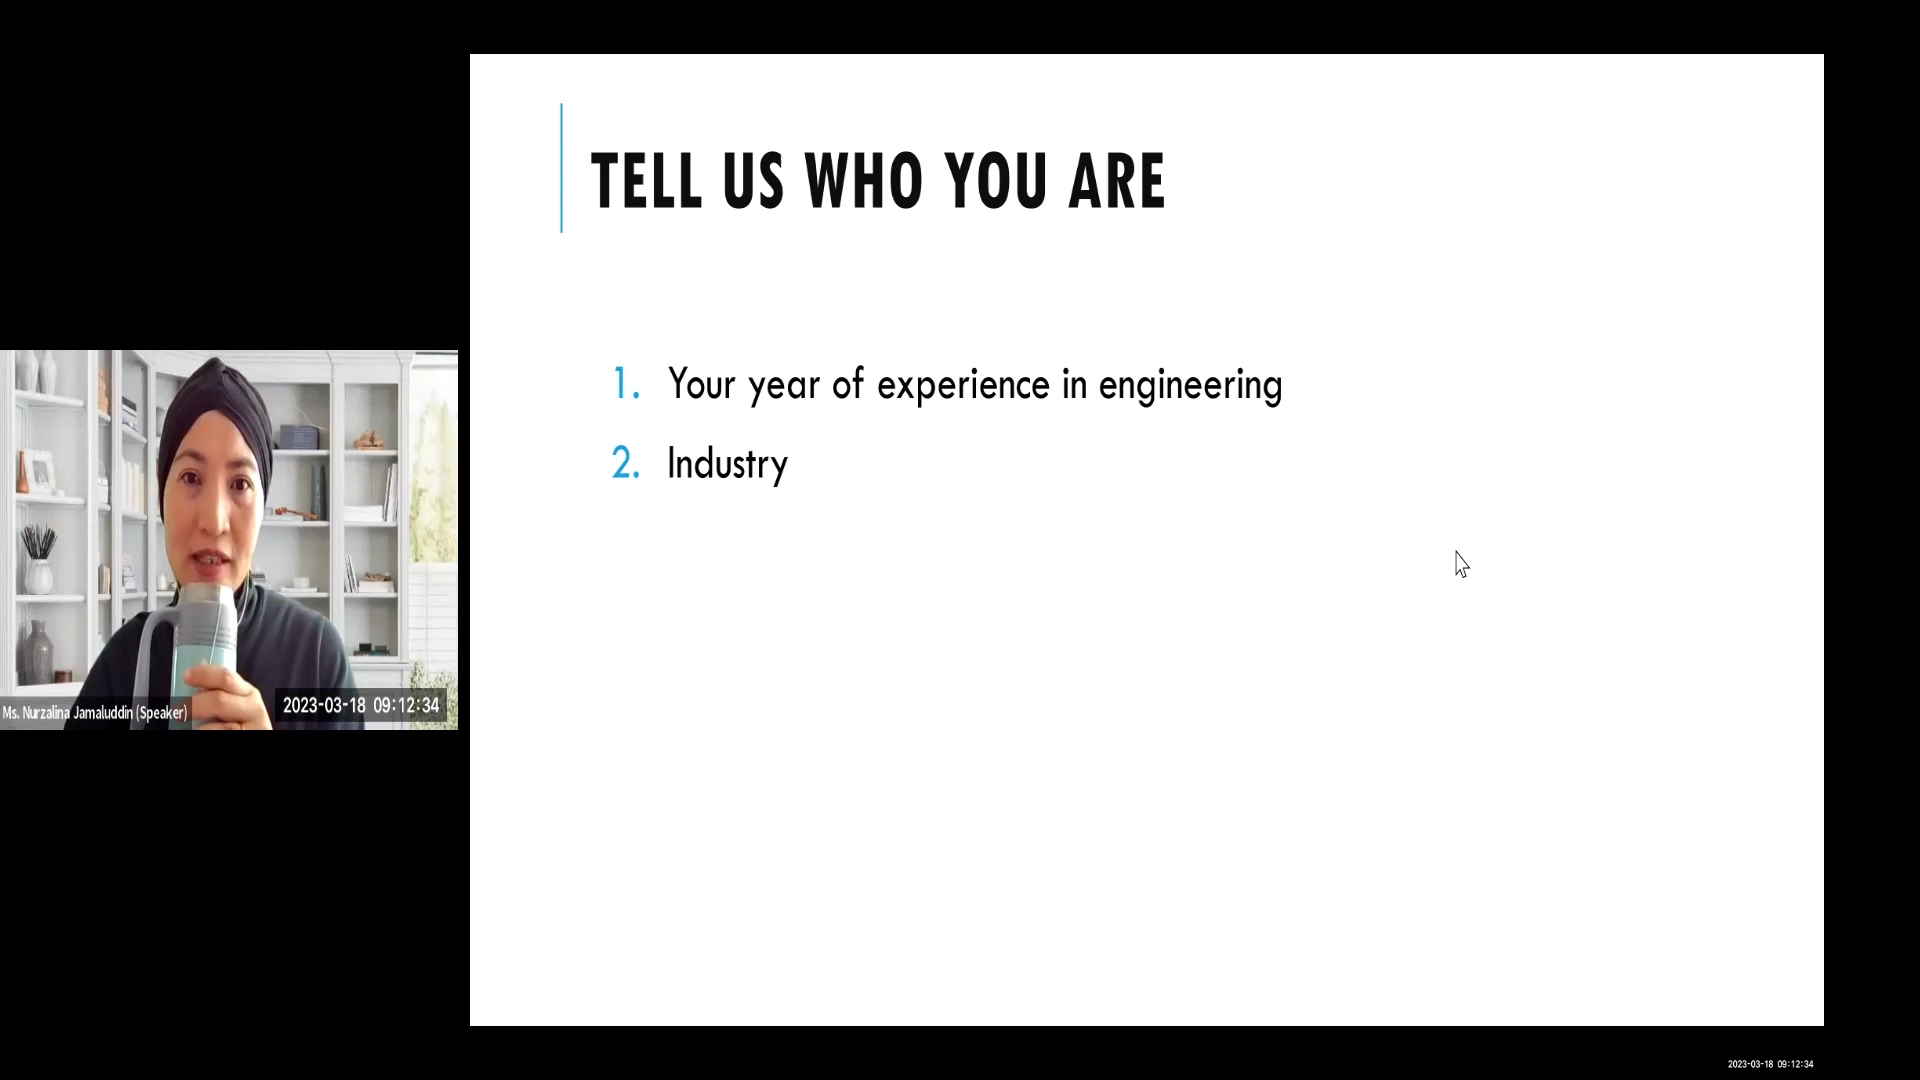 TELL US WHO YOU ARE
1. Your year of experience in engineering
2. Industry
Ms. Nurzalina Jamaluddin (Speaker)
2023-03-18 09:12:34
2023-03-18 09:12:34